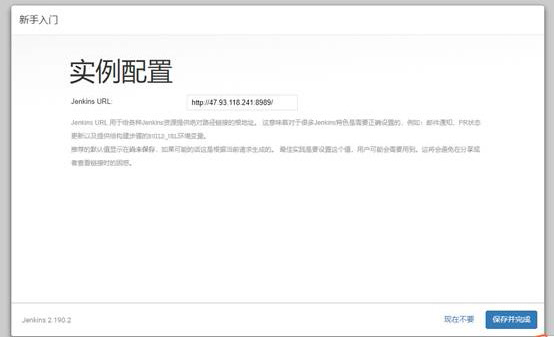 新手入门
实例配置
Jenkins URL: http://47.93.118.241:8989/
Jenkins URL 用于给各种Jenkins资源提供绝对路径链接的根地址。 这意味着对于很多Jenkins特色是需要正确设置的，例如：邮件通知、PR状态
更新以及提供给构建步骤的BUILD_URL环境变量。
推荐的默认值显示在尚未保存，如果可能的话这是根据当前请求生成的。 最佳实践是要设置这个值，用户可能会需要用到。这将会避免在分享或
者查看链接时的困惑。
Jenkins 2.190.2 现在不要 保存并完成